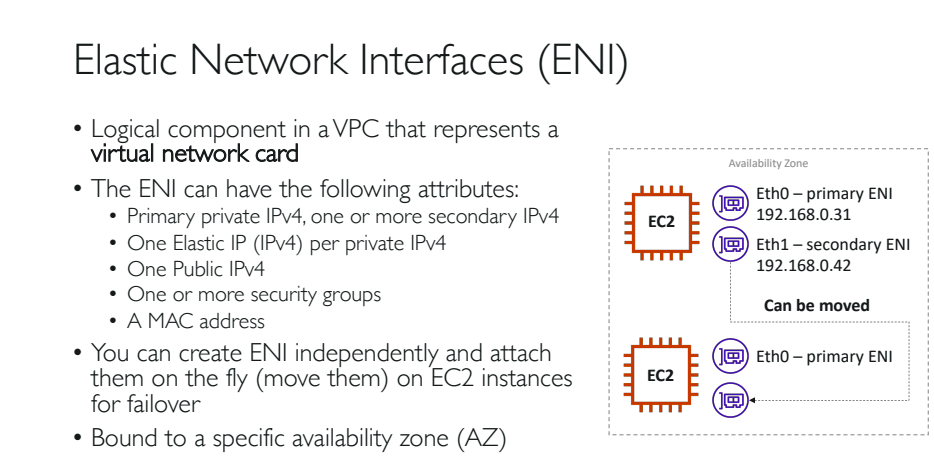 Elastic Network Interfaces (ENI)
• Logical component in a VPC that represents a
virtual network card
• The ENI can have the following attributes:
• Primary private IPv4, one or more secondary IPv4
• One Elastic IP (IPv4) per private IPv4
• One Public IPv4
• One or more security groups
• A MAC address
• You can create ENI independently and attach
them on the fly (move them) on EC2 instances
for failover
• Bound to a specific availability zone (AZ)
Availability Zone
EC2
Eth0 – primary ENI
192.168.0.31
Eth1 – secondary ENI
192.168.0.42
Can be moved
EC2
Eth0 – primary ENI